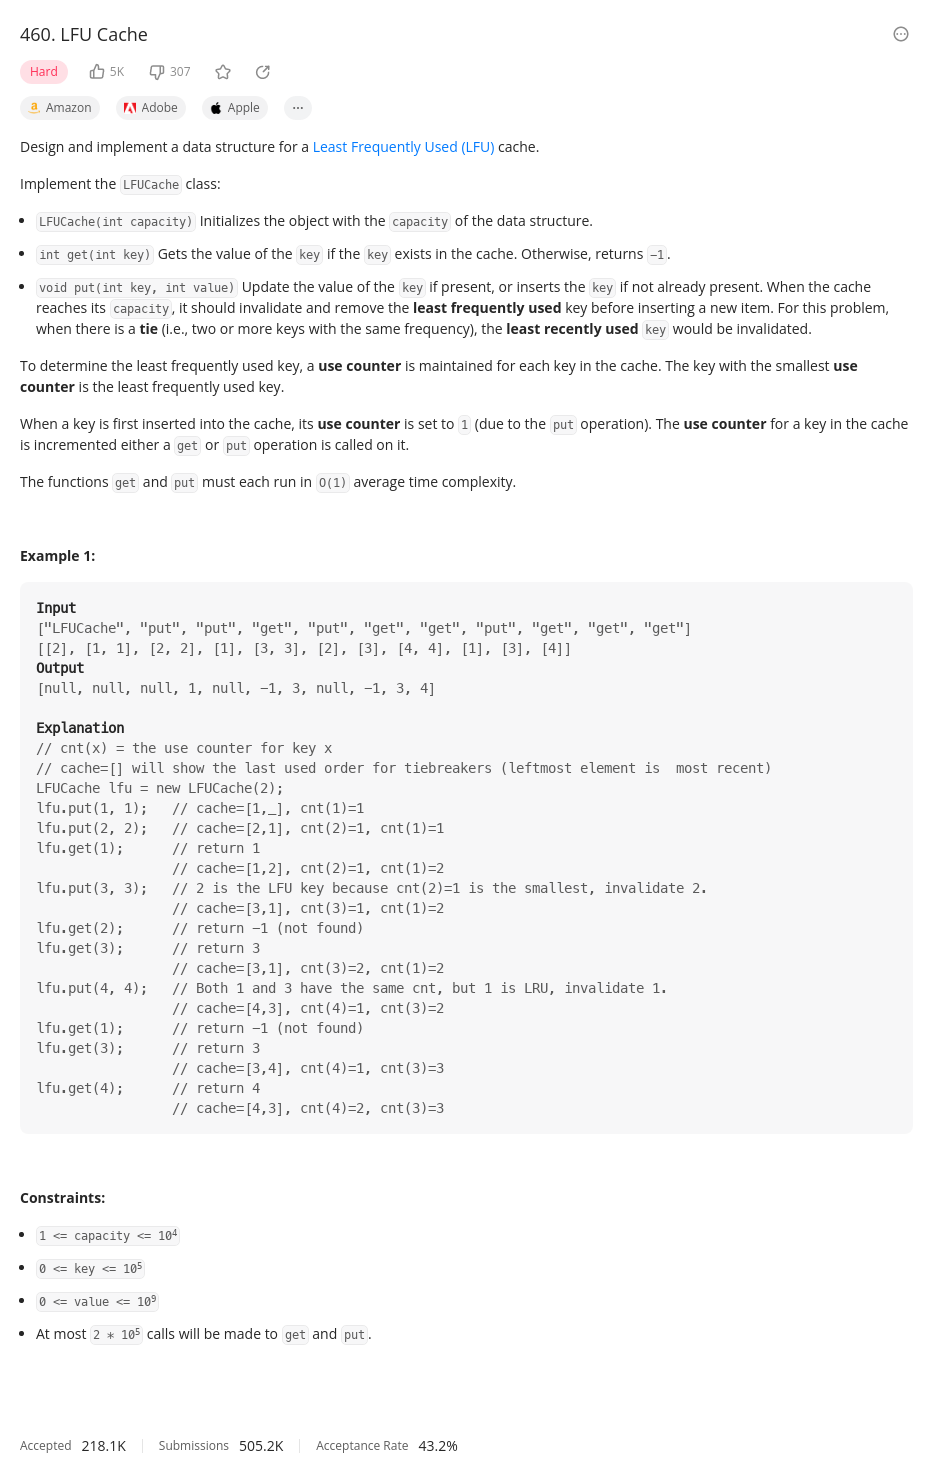 460. LFU Cache
Hard 5K 307
Amazon Adobe Apple ...
Design and implement a data structure for a Least Frequently Used (LFU) cache.
Implement the LFUCache class:
• LFUCache(int capacity) Initializes the object with the capacity of the data structure.
• int get(int key) Gets the value of the key if the key exists in the cache. Otherwise, returns −1.
• void put(int key, int value) Update the value of the key if present, or inserts the key if not already present. When the cache
reaches its capacity, it should invalidate and remove the least frequently used key before inserting a new item. For this problem,
when there is a tie (i.e., two or more keys with the same frequency), the least recently used key would be invalidated.
To determine the least frequently used key, a use counter is maintained for each key in the cache. The key with the smallest use
counter is the least frequently used key.
When a key is first inserted into the cache, its use counter is set to 1 (due to the put operation). The use counter for a key in the cache
is incremented either a get or put operation is called on it.
The functions get and put must each run in O(1) average time complexity.
Example 1:
Input
["LFUCache", "put", "put", "get", "put", "get", "get", "put", "get", "get", "get"]
[[2], [1, 1], [2, 2], [1], [3, 3], [2], [3], [4, 4], [1], [3], [4]]
Output
[null, null, null, 1, null, −1, 3, null, −1, 3, 4]
Explanation
// cnt(x) = the use counter for key x
// cache=[] will show the last used order for tiebreakers (leftmost element is  most recent)
LFUCache lfu = new LFUCache(2);
lfu.put(1, 1);   // cache=[1,_], cnt(1)=1
lfu.put(2, 2);   // cache=[2,1], cnt(2)=1, cnt(1)=1
lfu.get(1);      // return 1
// cache=[1,2], cnt(2)=1, cnt(1)=2
lfu.put(3, 3);   // 2 is the LFU key because cnt(2)=1 is the smallest, invalidate 2.
// cache=[3,1], cnt(3)=1, cnt(1)=2
lfu.get(2);      // return −1 (not found)
lfu.get(3);      // return 3
// cache=[3,1], cnt(3)=2, cnt(1)=2
lfu.put(4, 4);   // Both 1 and 3 have the same cnt, but 1 is LRU, invalidate 1.
// cache=[4,3], cnt(4)=1, cnt(3)=2
lfu.get(1);      // return −1 (not found)
lfu.get(3);      // return 3
// cache=[3,4], cnt(4)=1, cnt(3)=3
lfu.get(4);      // return 4
// cache=[4,3], cnt(4)=2, cnt(3)=3
Constraints:
• 1 <= capacity <= 10⁴
• 0 <= key <= 10⁵
• 0 <= value <= 10⁹
• At most 2 * 10⁵ calls will be made to get and put.
Accepted 218.1K Submissions 505.2K Acceptance Rate 43.2%